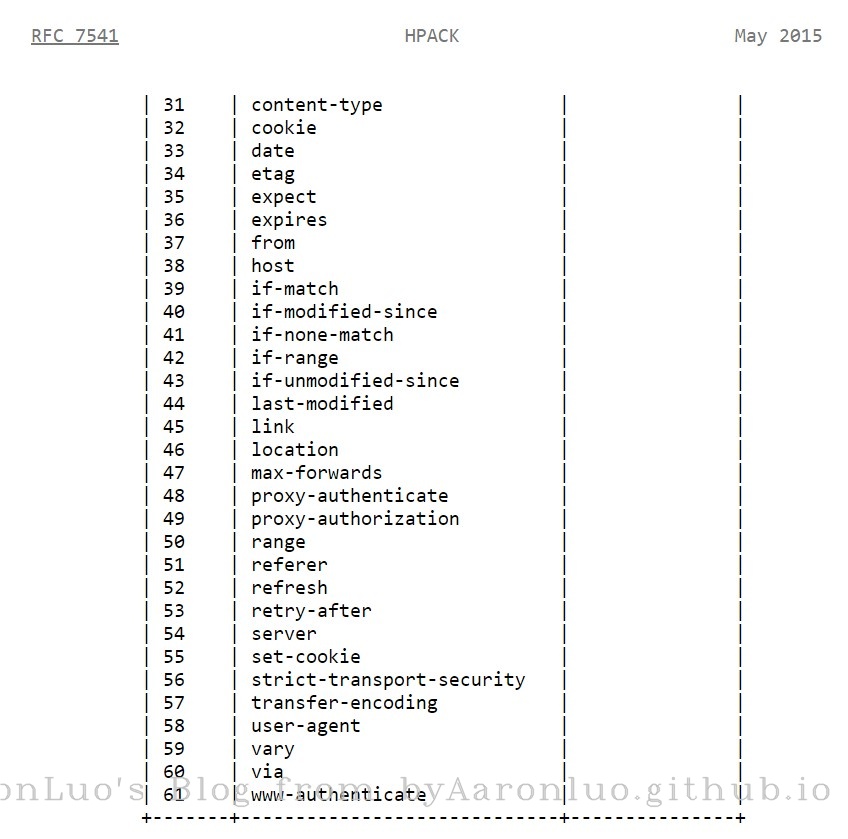 RFC 7541 HPACK May 2015
| 31 | content-type | |
| 32 | cookie | |
| 33 | date | |
| 34 | etag | |
| 35 | expect | |
| 36 | expires | |
| 37 | from | |
| 38 | host | |
| 39 | if-match | |
| 40 | if-modified-since | |
| 41 | if-none-match | |
| 42 | if-range | |
| 43 | if-unmodified-since | |
| 44 | last-modified | |
| 45 | link | |
| 46 | location | |
| 47 | max-forwards | |
| 48 | proxy-authenticate | |
| 49 | proxy-authorization | |
| 50 | range | |
| 51 | referer | |
| 52 | refresh | |
| 53 | retry-after | |
| 54 | server | |
| 55 | set-cookie | |
| 56 | strict-transport-security | |
| 57 | transfer-encoding | |
| 58 | user-agent | |
| 59 | vary | |
| 60 | via | |
| 61 | www-authenticate | |
onLuo's Blog from byAaronluo.github.io